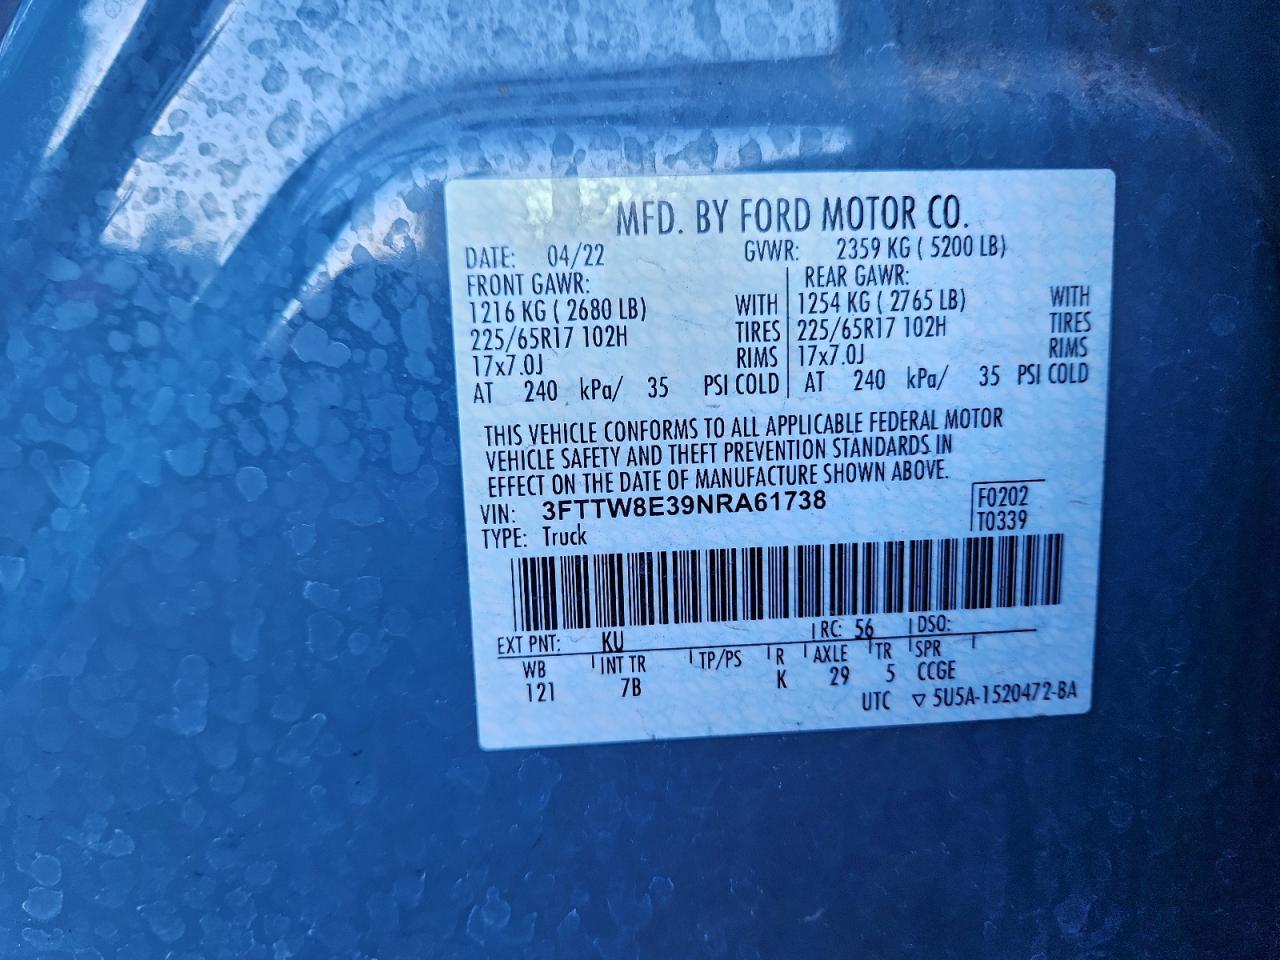 MFD. BY FORD MOTOR CO.
DATE: 04/22 GVWR: 2359 KG ( 5200 LB)
FRONT GAWR: REAR GAWR:
1216 KG ( 2680 LB) WITH 1254 KG ( 2765 LB) WITH
225/65R17 102H TIRES 225/65R17 102H TIRES
17x7.0J RIMS 17x7.0J RIMS
AT 240 kPa/ 35 PSI COLD AT 240 kPa/ 35 PSI COLD
THIS VEHICLE CONFORMS TO ALL APPLICABLE FEDERAL MOTOR
VEHICLE SAFETY AND THEFT PREVENTION STANDARDS IN
EFFECT ON THE DATE OF MANUFACTURE SHOWN ABOVE.
VIN: 3FTTW8E39NRA61738 F0202
TYPE: Truck T0339
EXT PNT: KU RC: 56 DSO:
WB INT TR TP/PS R AXLE TR SPR
121 7B K 29 5 CCGE
UTC ▽ 5U5A-1520472-BA